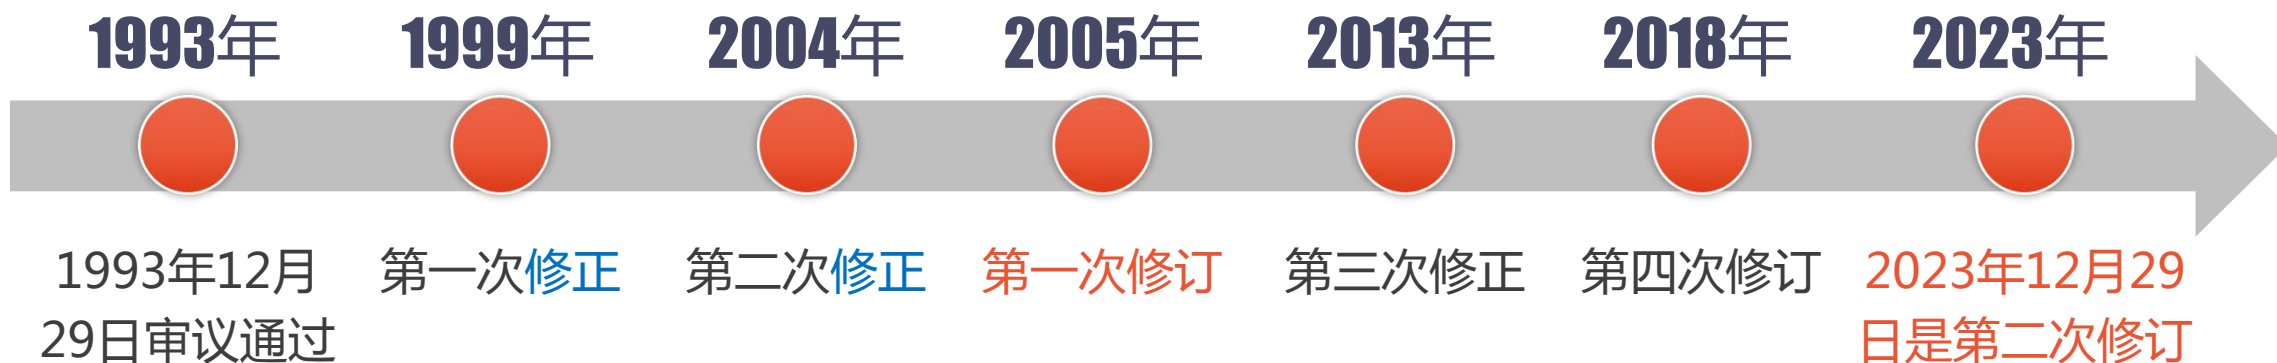 1993年 1999年 2004年 2005年 2013年 2018年 2023年
1993年12月
29日审议通过
第一次修正
第二次修正
第一次修订
第三次修正
第四次修订
2023年12月29
日是第二次修订